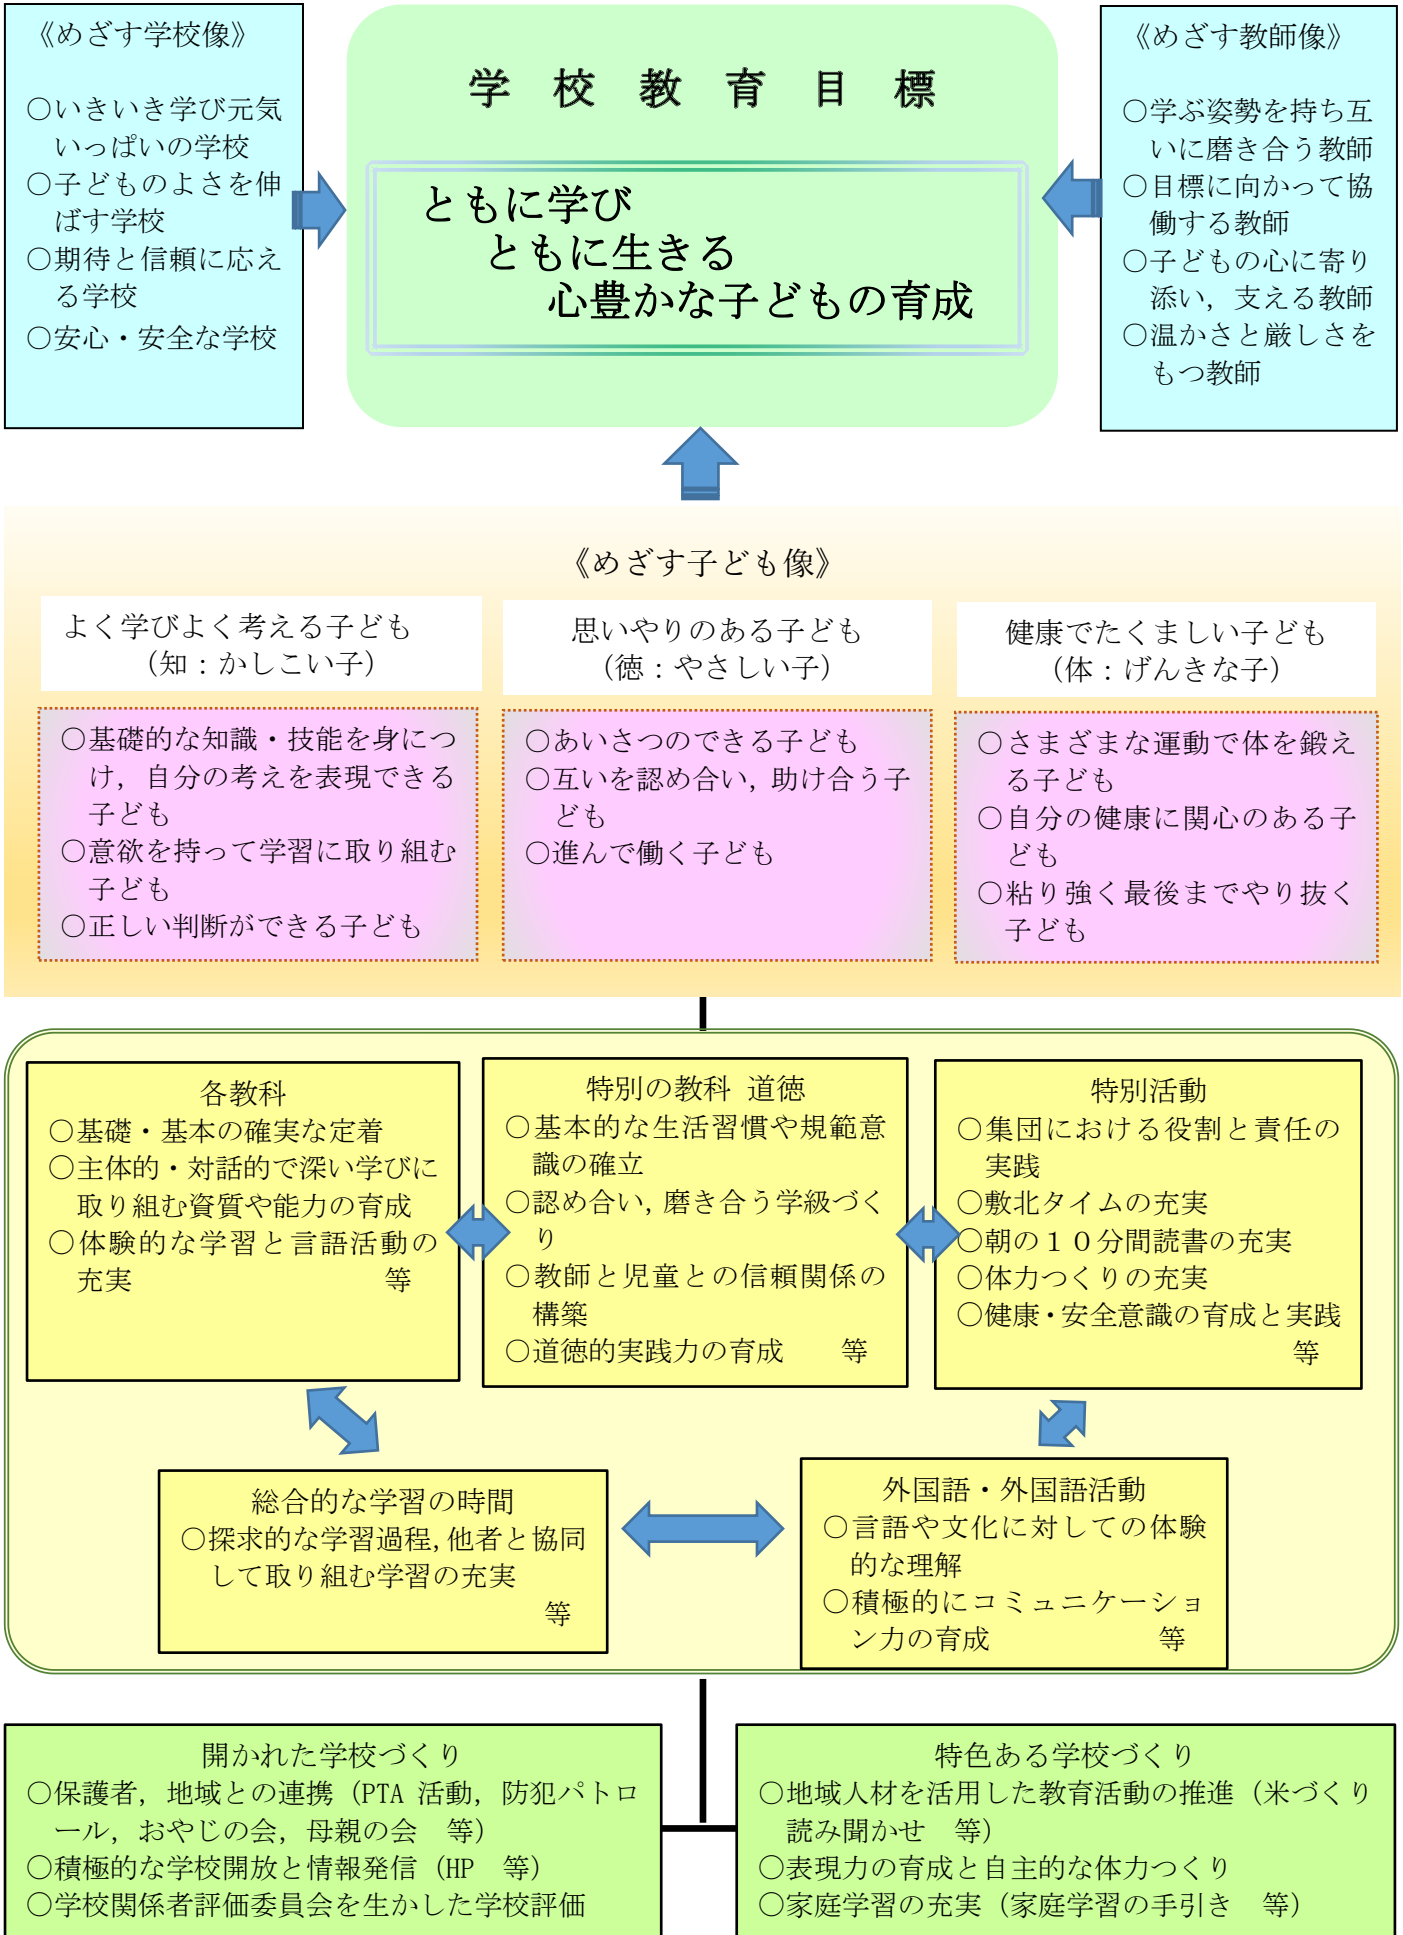 《めざす学校像》
○いきいき学び元気
いっぱいの学校
○子どものよさを伸
ばす学校
○期待と信頼に応え
る学校
○安心・安全な学校
学校教育目標
ともに学び
ともに生きる
心豊かな子どもの育成
《めざす教師像》
○学ぶ姿勢を持ち互
いに磨き合う教師
○目標に向かって協
働する教師
○子どもの心に寄り
添い，支える教師
○温かさと厳しさを
もつ教師
《めざす子ども像》
よく学びよく考える子ども
（知：かしこい子）
○基礎的な知識・技能を身につ
け，自分の考えを表現できる
子ども
○意欲を持って学習に取り組む
子ども
○正しい判断ができる子ども
思いやりのある子ども
（徳：やさしい子）
○あいさつのできる子ども
○互いを認め合い，助け合う子
ども
○進んで働く子ども
健康でたくましい子ども
（体：げんきな子）
○さまざまな運動で体を鍛え
る子ども
○自分の健康に関心のある子
ども
○粘り強く最後までやり抜く
子ども
各教科
○基礎・基本の確実な定着
○主体的・対話的で深い学びに
取り組む資質や能力の育成
○体験的な学習と言語活動の
充実 等
特別の教科 道徳
○基本的な生活習慣や規範意
識の確立
○認め合い，磨き合う学級づく
り
○教師と児童との信頼関係の
構築
○道徳的実践力の育成 等
特別活動
○集団における役割と責任の
実践
○敷北タイムの充実
○朝の１０分間読書の充実
○体力つくりの充実
○健康・安全意識の育成と実践
等
総合的な学習の時間
○探求的な学習過程，他者と協同
して取り組む学習の充実
等
外国語・外国語活動
○言語や文化に対しての体験
的な理解
○積極的にコミュニケーショ
ン力の育成 等
開かれた学校づくり
○保護者，地域との連携（PTA 活動，防犯パトロ
ール，おやじの会，母親の会 等）
○積極的な学校開放と情報発信（HP 等）
○学校関係者評価委員会を生かした学校評価
特色ある学校づくり
○地域人材を活用した教育活動の推進（米づくり
読み聞かせ 等）
○表現力の育成と自主的な体力つくり
○家庭学習の充実（家庭学習の手引き 等）